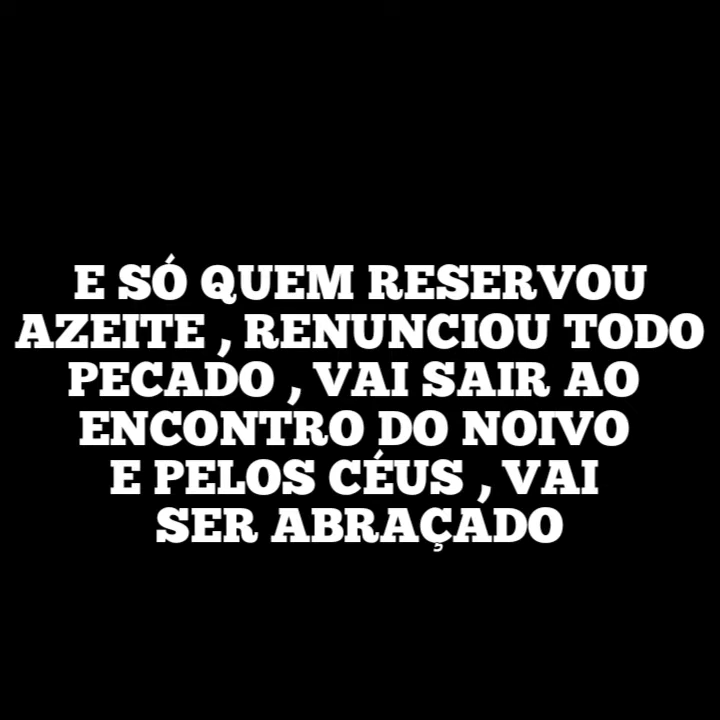 E SÓ QUEM RESERVOU
AZEITE , RENUNCIOU TODO
PECADO , VAI SAIR AO
ENCONTRO DO NOIVO
E PELOS CÉUS , VAI
SER ABRAÇADO